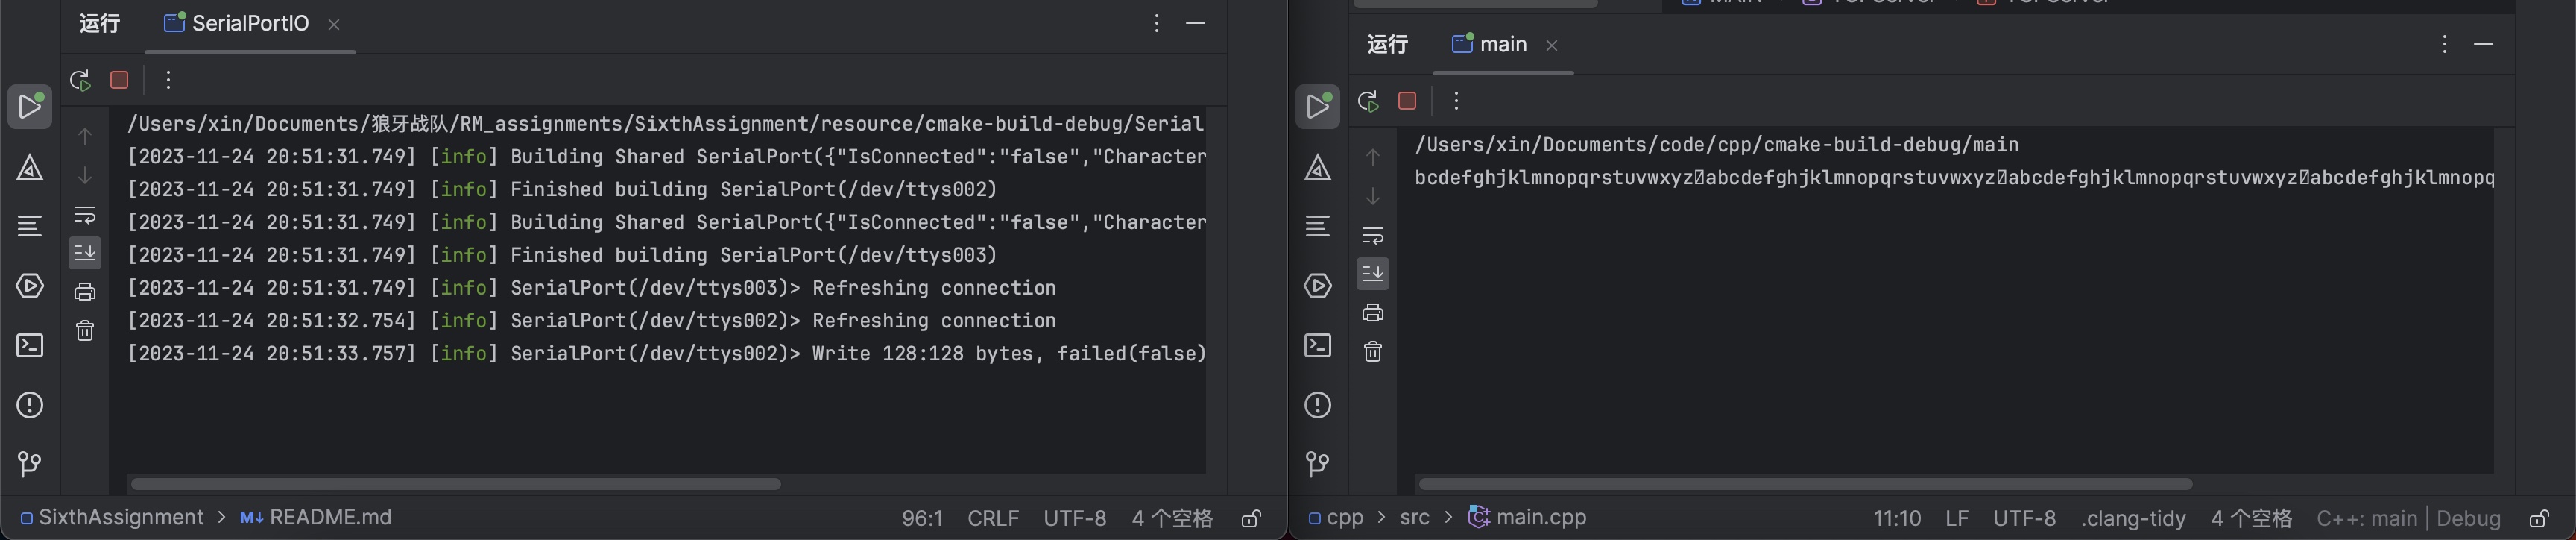 运行 SerialPortIO
/Users/xin/Documents/狼牙战队/RM_assignments/SixthAssignment/resource/cmake-build-debug/Serial
[2023-11-24 20:51:31.749] [info] Building Shared SerialPort({"IsConnected":"false","Character
[2023-11-24 20:51:31.749] [info] Finished building SerialPort(/dev/ttys002)
[2023-11-24 20:51:31.749] [info] Building Shared SerialPort({"IsConnected":"false","Character
[2023-11-24 20:51:31.749] [info] Finished building SerialPort(/dev/ttys003)
[2023-11-24 20:51:31.749] [info] SerialPort(/dev/ttys003)> Refreshing connection
[2023-11-24 20:51:32.754] [info] SerialPort(/dev/ttys002)> Refreshing connection
[2023-11-24 20:51:33.757] [info] SerialPort(/dev/ttys002)> Write 128:128 bytes, failed(false)
SixthAssignment > M↓ README.md 96:1 CRLF UTF-8 4 个空格
运行 main
/Users/xin/Documents/code/cpp/cmake-build-debug/main
bcdefghjklmnopqrstuvwxyz␀abcdefghjklmnopqrstuvwxyz␀abcdefghjklmnopqrstuvwxyz␀abcdefghjklmnopq
cpp > src > main.cpp 11:10 LF UTF-8 .clang-tidy 4 个空格 C++: main | Debug